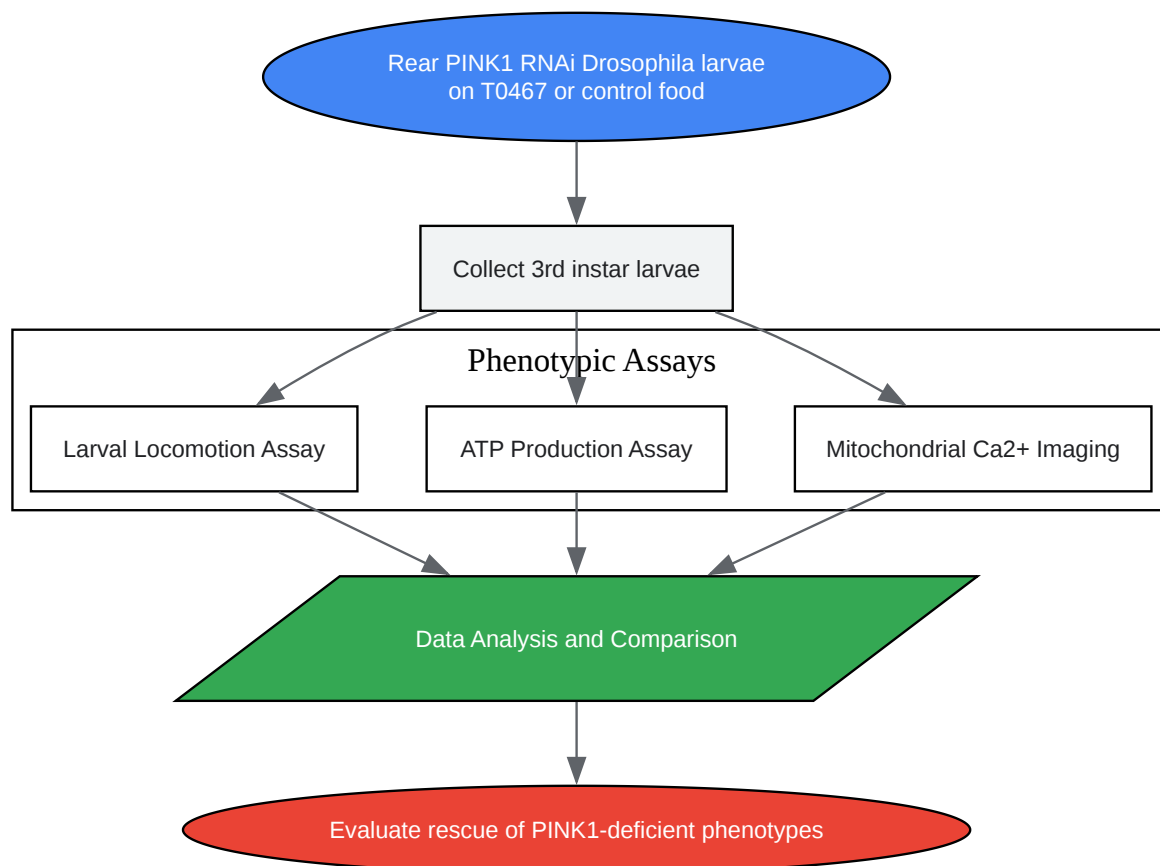 Rear PINK1 RNAi Drosophila larvae
on T0467 or control food
Collect 3rd instar larvae
Phenotypic Assays
Larval Locomotion Assay
ATP Production Assay
Mitochondrial Ca2+ Imaging
Data Analysis and Comparison
Evaluate rescue of PINK1-deficient phenotypes